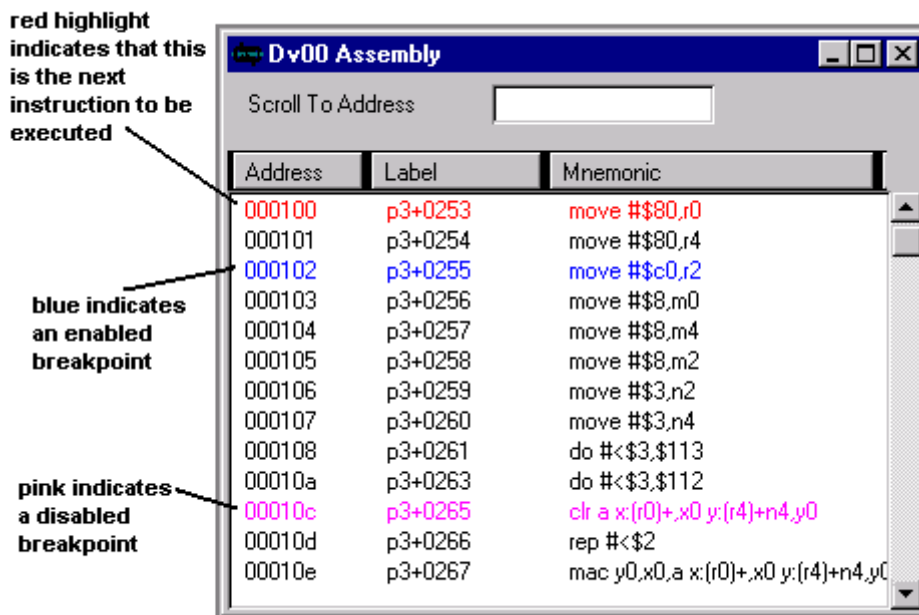 red highlight
indicates that this
is the next
instruction to be
executed
blue indicates
an enabled
breakpoint
pink indicates
a disabled
breakpoint
Dv00 Assembly
Scroll To Address
Address Label Mnemonic
000100 p3+0253 move #$80,r0
000101 p3+0254 move #$80,r4
000102 p3+0255 move #$c0,r2
000103 p3+0256 move #$8,m0
000104 p3+0257 move #$8,m4
000105 p3+0258 move #$8,m2
000106 p3+0259 move #$3,n2
000107 p3+0260 move #$3,n4
000108 p3+0261 do #<$3,$113
00010a p3+0263 do #<$3,$112
00010c p3+0265 clr a x:(r0)+,x0 y:(r4)+n4,y0
00010d p3+0266 rep #<$2
00010e p3+0267 mac y0,x0,a x:(r0)+,x0 y:(r4)+n4,y0